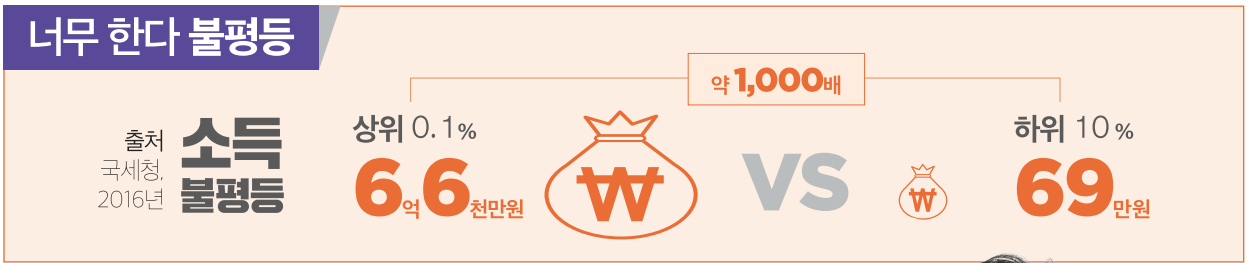 너무 한다 불평등
약 1,000배
출처
국세청,
2016년
소득
불평등
상위 0.1%
6억 6천만원
₩
VS
₩
하위 10%
69만원